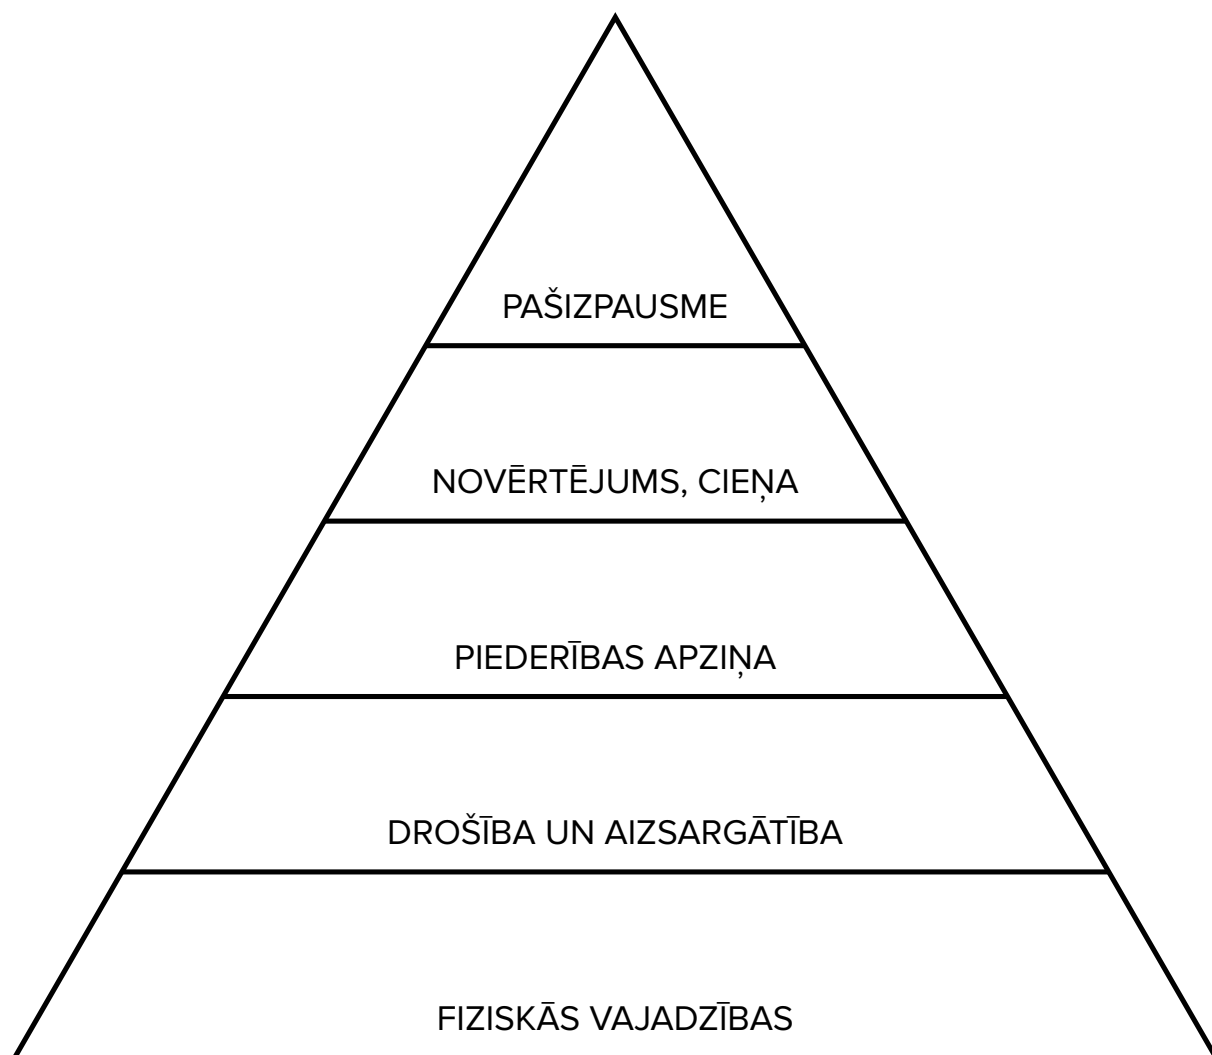 PAŠIZPAUSME
NOVĒRTĒJUMS, CIEŅA
PIEDERĪBAS APZIŅA
DROŠĪBA UN AIZSARGĀTĪBA
FIZISKĀS VAJADZĪBAS